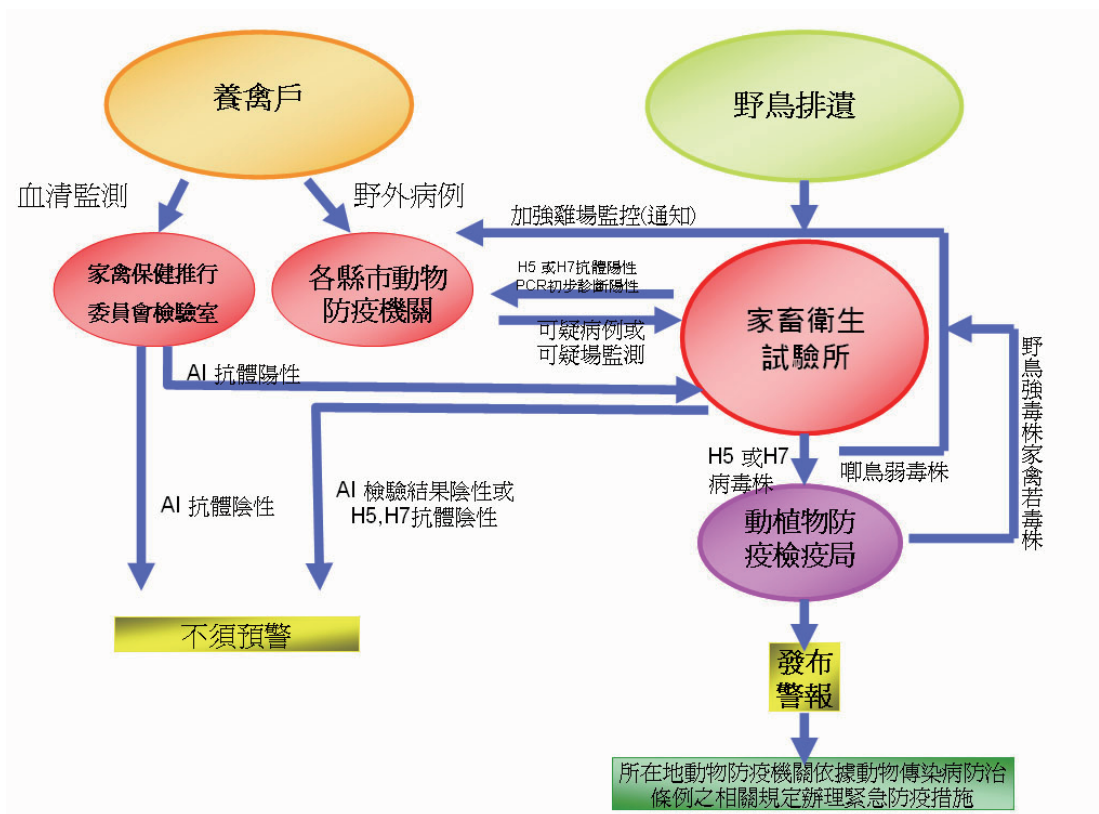 養禽戶
野鳥排遺
血清監測
野外病例
加強雞場監控(通知)
家禽保健推行
委員會檢驗室
各縣市動物
防疫機關
H5 或H7抗體陽性
PCR初步診斷陽性
可疑病例或
可疑場監測
家畜衛生
試驗所
野鳥強毒株家禽若毒株
AI 抗體陽性
H5 或H7
病毒株
啣鳥弱毒株
AI 抗體陰性
AI 檢驗結果陰性或
H5,H7抗體陰性
動植物防
疫檢疫局
不須預警
發布
警報
所在地動物防疫機關依據動物傳染病防治
條例之相關規定辦理緊急防疫措施